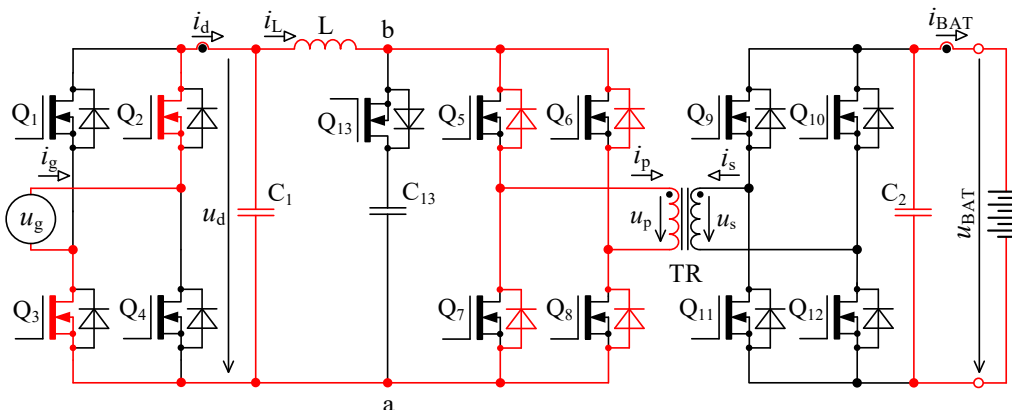 i_d
i_L
L
b
i_BAT
Q_1
Q_2
Q_13
Q_5
Q_6
Q_9
Q_10
i_g
i_p
i_s
u_g
u_d
C_1
C_13
u_p
u_s
C_2
u_BAT
TR
Q_3
Q_4
Q_7
Q_8
Q_11
Q_12
a